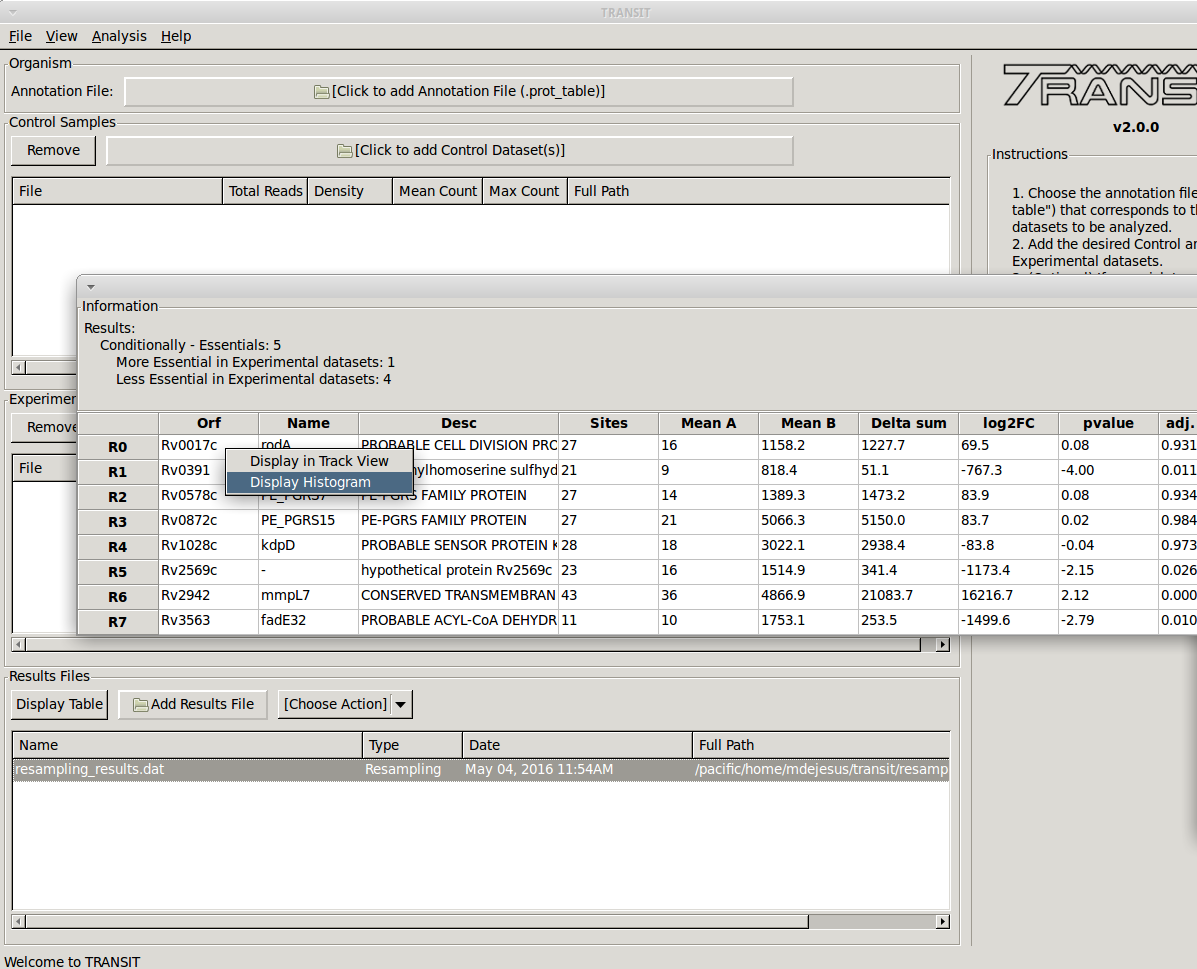 TRANSIT
File View Analysis Help
Organism
Annotation File: [Click to add Annotation File (.prot_table)]
Control Samples
Remove [Click to add Control Dataset(s)]
File Total Reads Density Mean Count Max Count Full Path
TRANS
v2.0.0
Instructions
1. Choose the annotation file
table") that corresponds to t
datasets to be analyzed.
2. Add the desired Control an
Experimental datasets.
Information
Results:
Conditionally - Essentials: 5
More Essential in Experimental datasets: 1
Less Essential in Experimental datasets: 4
Orf Name Desc Sites Mean A Mean B Delta sum log2FC pvalue adj.
R0 Rv0017c rodA PROBABLE CELL DIVISION PRO 27 16 1158.2 1227.7 69.5 0.08 0.931
R1 Rv0391 ylhomoserine sulfhyd 21 9 818.4 51.1 -767.3 -4.00 0.011
R2 Rv0578c PE_PGRS7 PE-PGRS FAMILY PROTEIN 27 14 1389.3 1473.2 83.9 0.08 0.934
R3 Rv0872c PE_PGRS15 PE-PGRS FAMILY PROTEIN 27 21 5066.3 5150.0 83.7 0.02 0.984
R4 Rv1028c kdpD PROBABLE SENSOR PROTEIN K 28 18 3022.1 2938.4 -83.8 -0.04 0.973
R5 Rv2569c - hypothetical protein Rv2569c 23 16 1514.9 341.4 -1173.4 -2.15 0.026
R6 Rv2942 mmpL7 CONSERVED TRANSMEMBRAN 43 36 4866.9 21083.7 16216.7 2.12 0.000
R7 Rv3563 fadE32 PROBABLE ACYL-CoA DEHYDR 11 10 1753.1 253.5 -1499.6 -2.79 0.010
Display in Track View
Display Histogram
Experimen
Remove
File
Results Files
Display Table Add Results File [Choose Action]
Name Type Date Full Path
resampling_results.dat Resampling May 04, 2016 11:54AM /pacific/home/mdejesus/transit/resamp
Welcome to TRANSIT